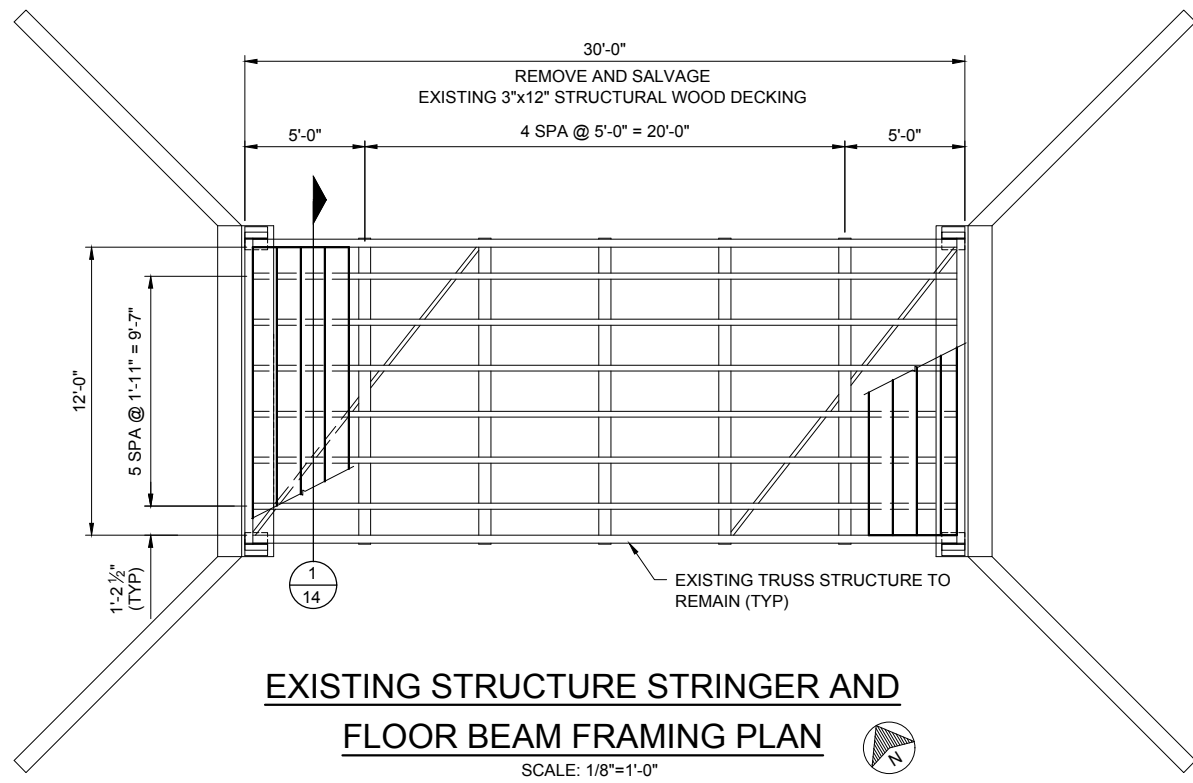 30'-0"
REMOVE AND SALVAGE
EXISTING 3"x12" STRUCTURAL WOOD DECKING
5'-0"
4 SPA @ 5'-0" = 20'-0"
5'-0"
12'-0"
5 SPA @ 1'-11" = 9'-7"
1'-2 ½"
(TYP)
1
14
EXISTING TRUSS STRUCTURE TO
REMAIN (TYP)
EXISTING STRUCTURE STRINGER AND
FLOOR BEAM FRAMING PLAN
N
SCALE: 1/8"=1'-0"